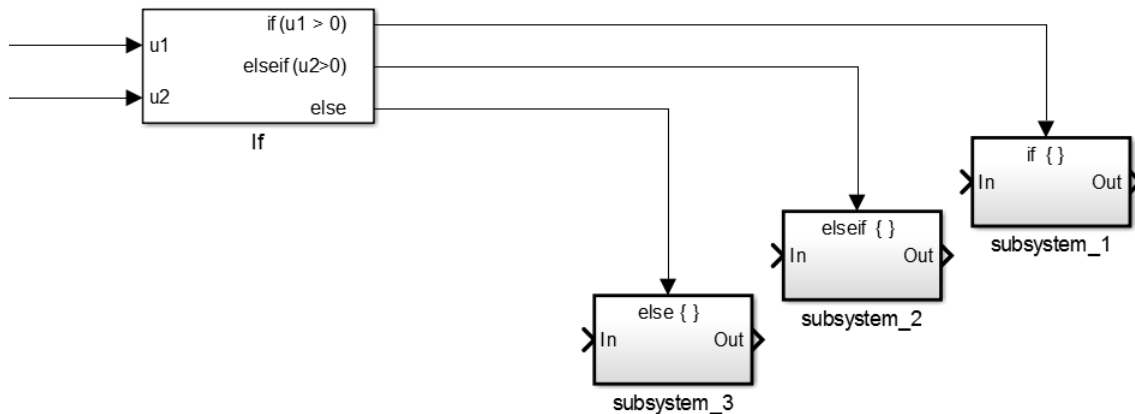 if(u1 > 0)
u1
elseif(u2>0)
u2
else
If
if { }
In Out
subsystem_1
elseif { }
In Out
subsystem_2
else { }
In Out
subsystem_3